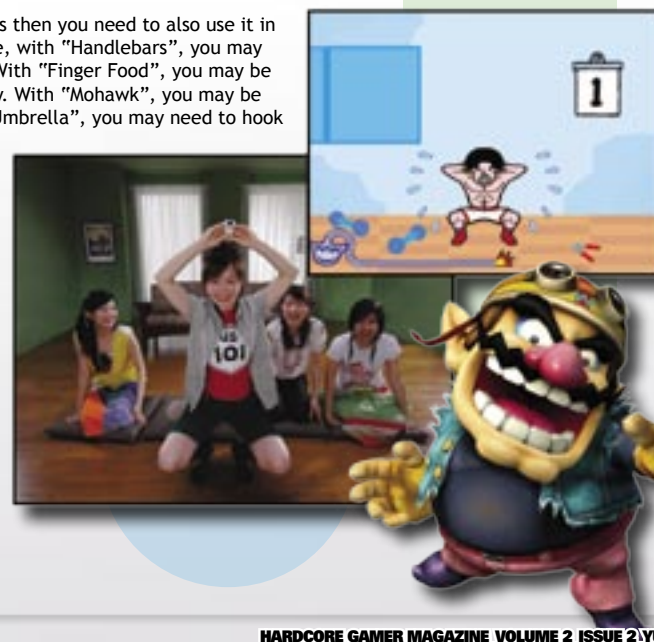 s then you need to also use it in
e, with “Handlebars”, you may
With “Finger Food”, you may be
y. With “Mohawk”, you may be
Umbrella”, you may need to hook
1
101
HARDCORE GAMER MAGAZINE VOLUME 2 ISSUE 2 Y